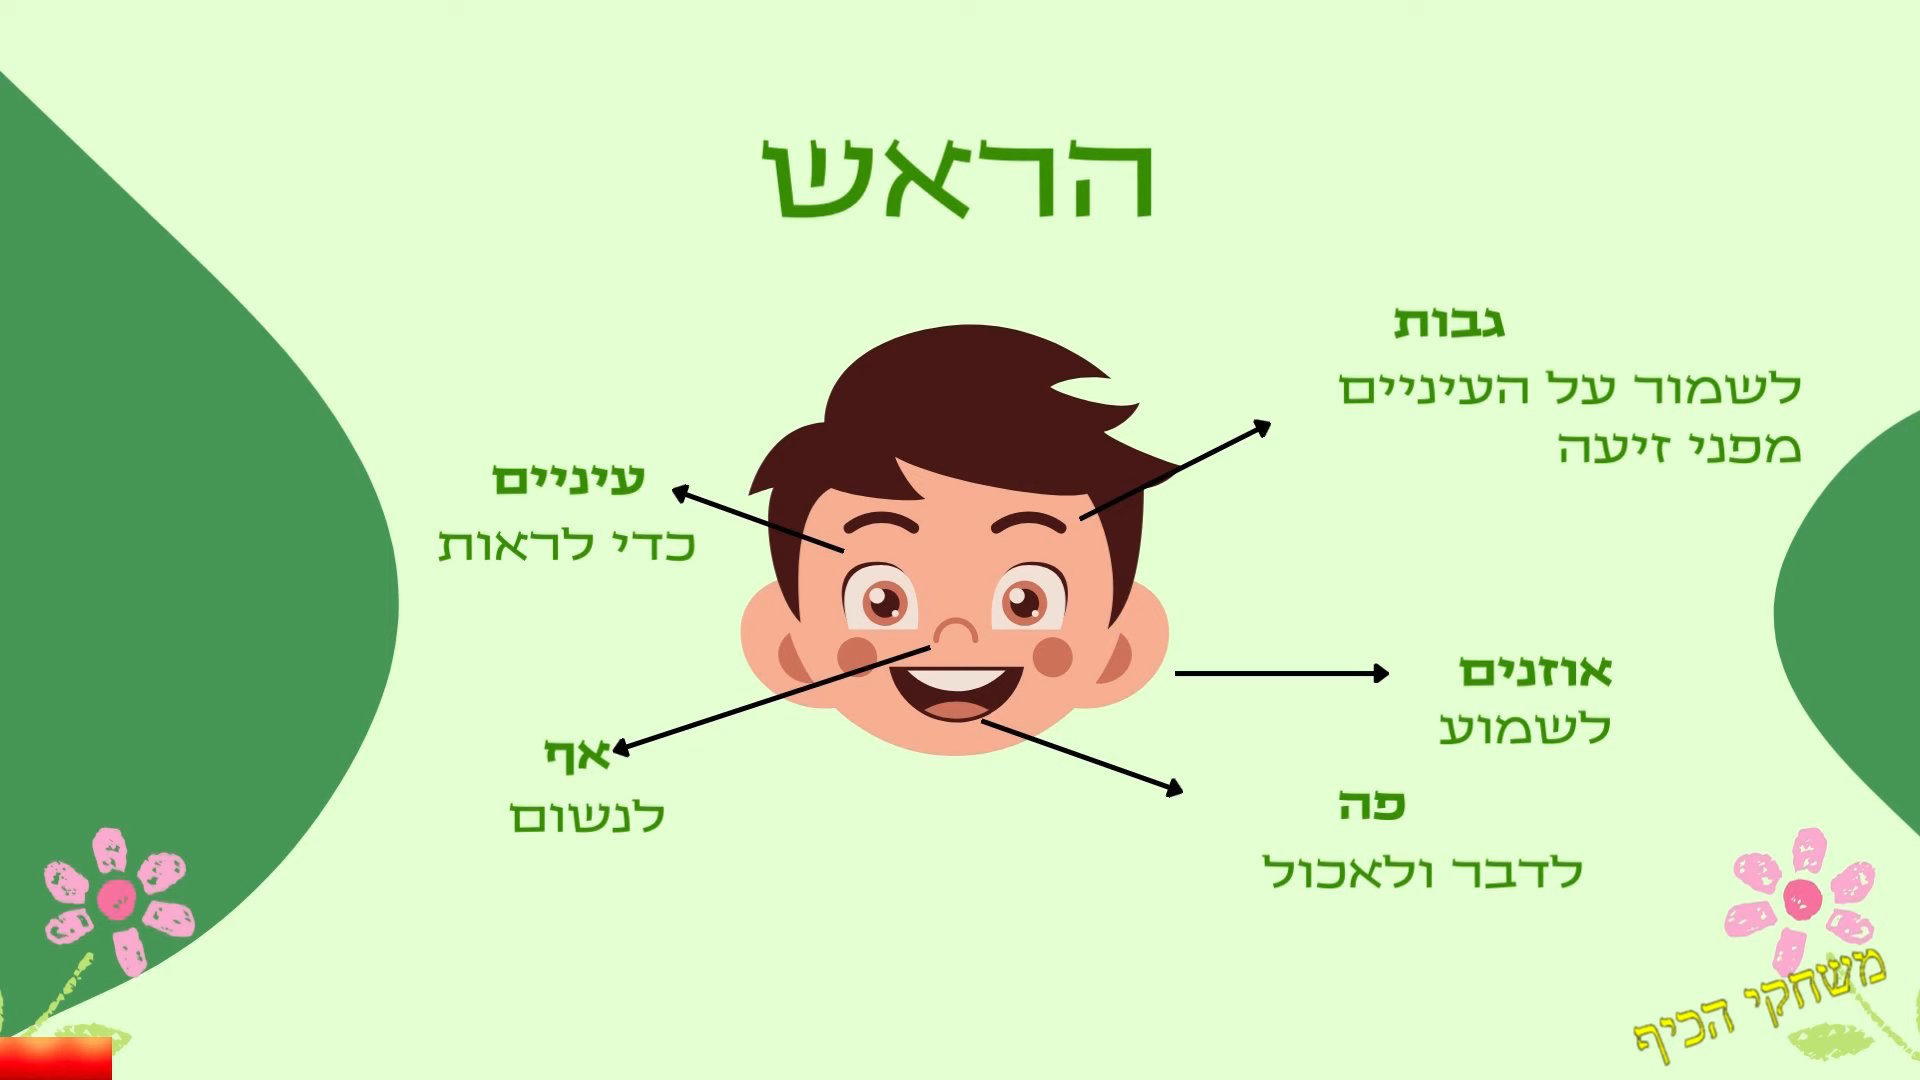 הראש
גבות
לשמור על העיניים
מפני זיעה
עיניים
כדי לראות
אוזנים
לשמוע
אף
לנשום
פה
לדבר ולאכול
משחקי הכיף